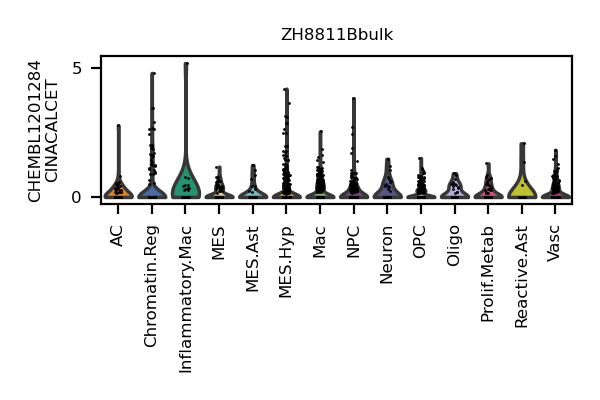 ZH8811Bbulk
CHEMBL1201284
CINACALCET
5
0
AC
Chromatin.Reg
Inflammatory.Mac
MES
MES.Ast
MES.Hyp
Mac
NPC
Neuron
OPC
Oligo
Prolif.Metab
Reactive.Ast
Vasc